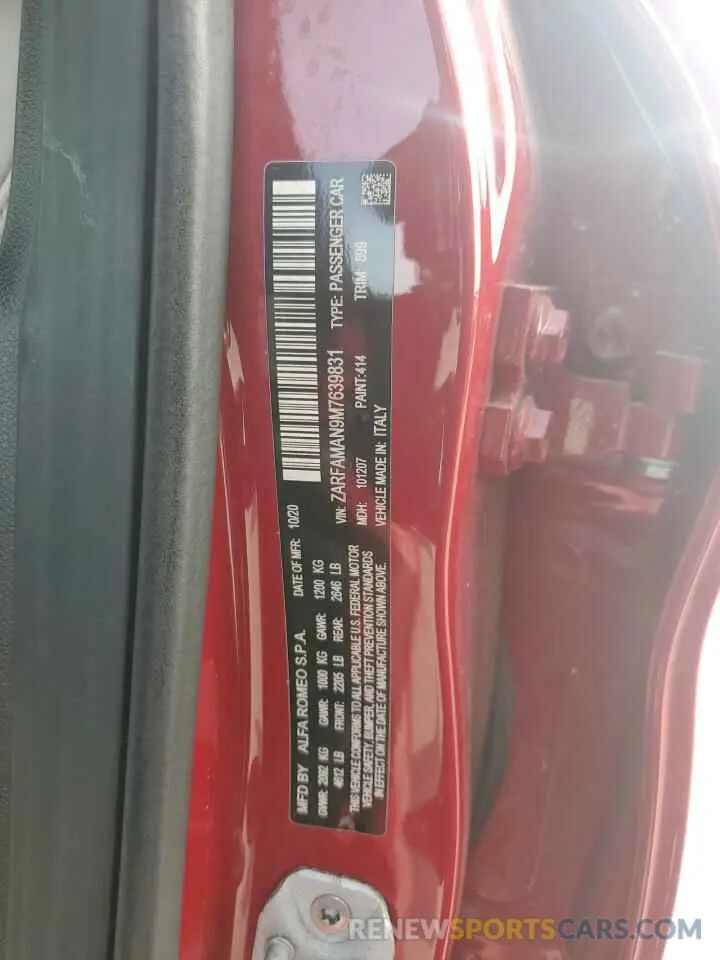 MFD BY ALFA ROMEO S.P.A. DATE OF MFR: 10/20
GVWR: 2092 KG GAWR: 1000 KG GAWR: 1200 KG
4612 LB FRONT: 2205 LB REAR: 2646 LB
THIS VEHICLE CONFORMS TO ALL APPLICABLE U.S. FEDERAL MOTOR
VEHICLE SAFETY, BUMPER, AND THEFT PREVENTION STANDARDS
IN EFFECT ON THE DATE OF MANUFACTURE SHOWN ABOVE.
VIN: ZARFAMAN9M7639831 TYPE: PASSENGER CAR
MDH: 101207 PAINT:414 TRIM: 899
VEHICLE MADE IN: ITALY
RENEWSPORTSCARS.COM